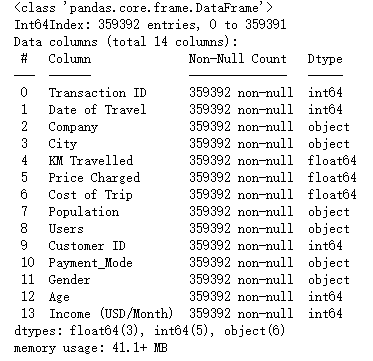 <class 'pandas.core.frame.DataFrame'>
Int64Index: 359392 entries, 0 to 359391
Data columns (total 14 columns):
 #   Column              Non-Null Count   Dtype
---  ------              --------------   -----
 0   Transaction ID      359392 non-null  int64
 1   Date of Travel      359392 non-null  int64
 2   Company             359392 non-null  object
 3   City                359392 non-null  object
 4   KM Travelled        359392 non-null  float64
 5   Price Charged       359392 non-null  float64
 6   Cost of Trip        359392 non-null  float64
 7   Population          359392 non-null  object
 8   Users               359392 non-null  object
 9   Customer ID         359392 non-null  int64
 10  Payment_Mode        359392 non-null  object
 11  Gender              359392 non-null  object
 12  Age                 359392 non-null  int64
 13  Income (USD/Month)  359392 non-null  int64
dtypes: float64(3), int64(5), object(6)
memory usage: 41.1+ MB